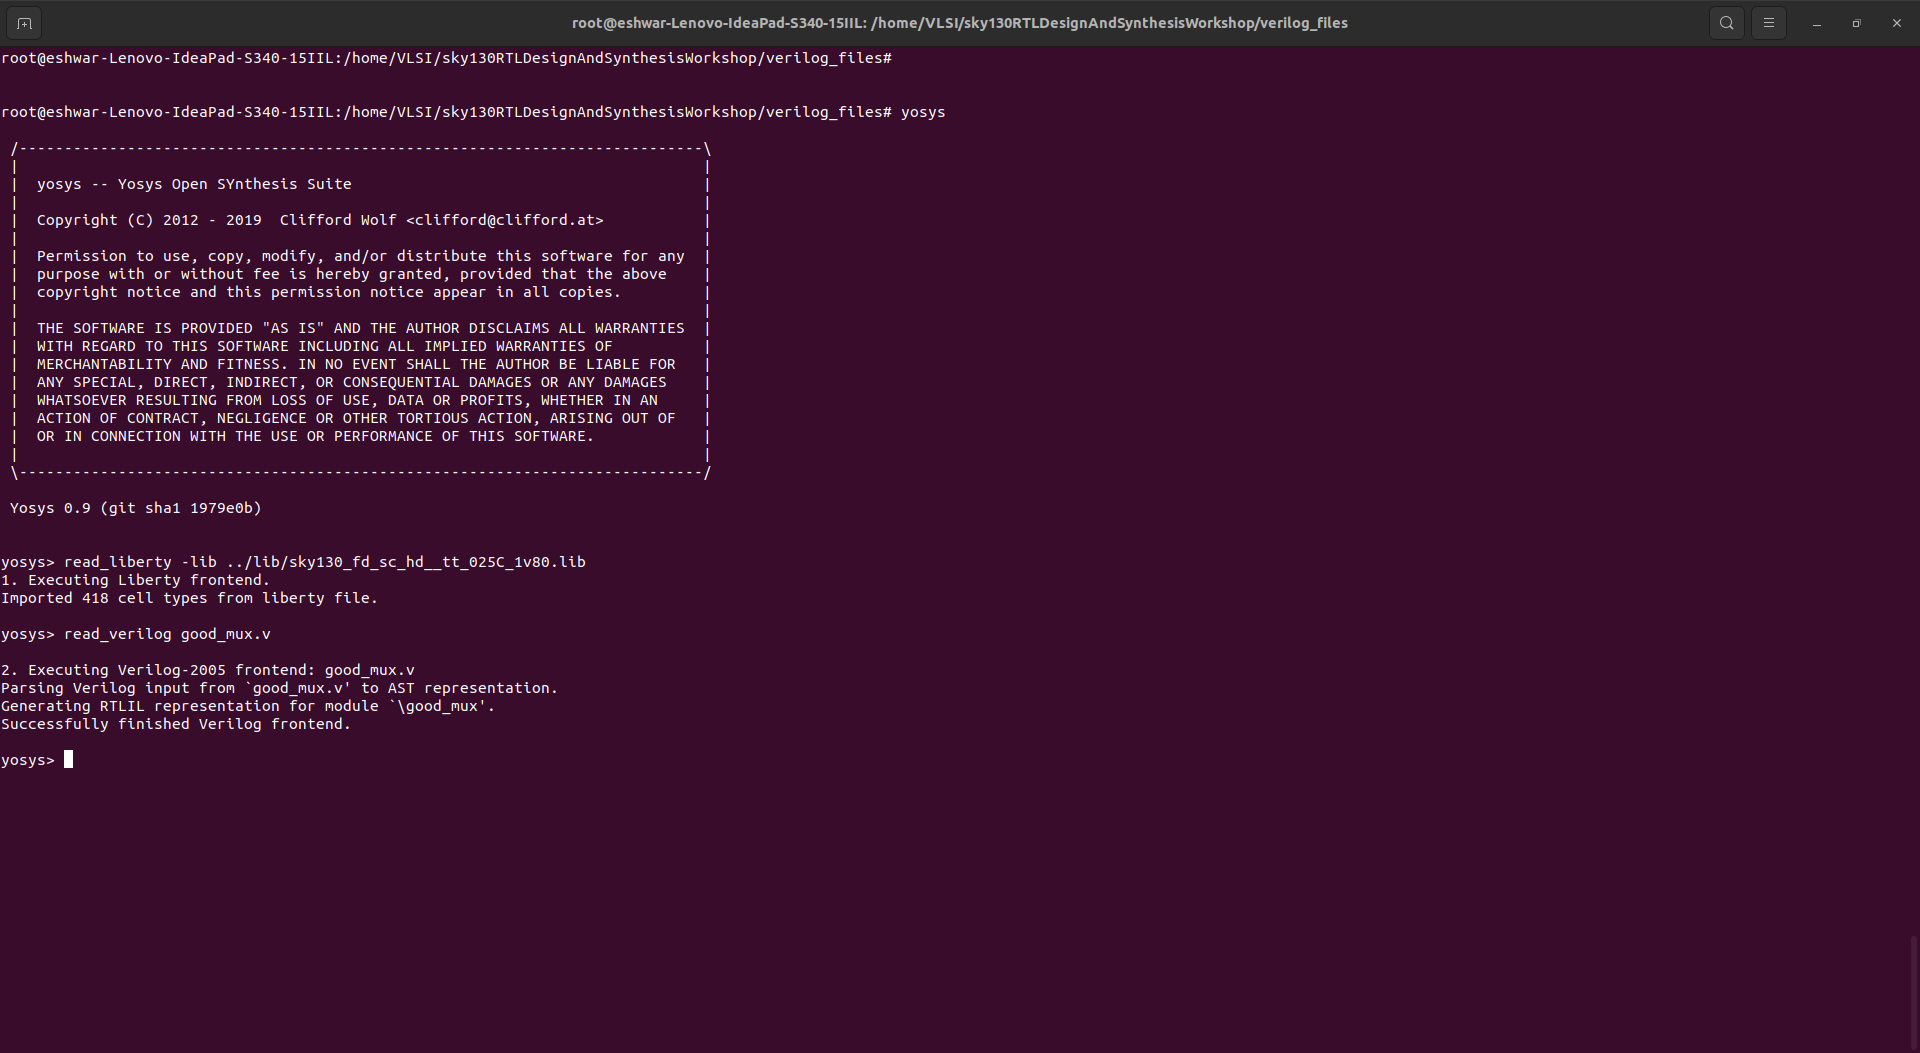 root@eshwar-Lenovo-IdeaPad-S340-15IIL: /home/VLSI/sky130RTLDesignAndSynthesisWorkshop/verilog_files
root@eshwar-Lenovo-IdeaPad-S340-15IIL:/home/VLSI/sky130RTLDesignAndSynthesisWorkshop/verilog_files#
root@eshwar-Lenovo-IdeaPad-S340-15IIL:/home/VLSI/sky130RTLDesignAndSynthesisWorkshop/verilog_files# yosys
/----------------------------------------------------------------------------\
|                                                                            |
|  yosys -- Yosys Open SYnthesis Suite                                       |
|                                                                            |
|  Copyright (C) 2012 - 2019  Clifford Wolf <clifford@clifford.at>           |
|                                                                            |
|  Permission to use, copy, modify, and/or distribute this software for any  |
|  purpose with or without fee is hereby granted, provided that the above    |
|  copyright notice and this permission notice appear in all copies.         |
|                                                                            |
|  THE SOFTWARE IS PROVIDED "AS IS" AND THE AUTHOR DISCLAIMS ALL WARRANTIES  |
|  WITH REGARD TO THIS SOFTWARE INCLUDING ALL IMPLIED WARRANTIES OF          |
|  MERCHANTABILITY AND FITNESS. IN NO EVENT SHALL THE AUTHOR BE LIABLE FOR   |
|  ANY SPECIAL, DIRECT, INDIRECT, OR CONSEQUENTIAL DAMAGES OR ANY DAMAGES    |
|  WHATSOEVER RESULTING FROM LOSS OF USE, DATA OR PROFITS, WHETHER IN AN     |
|  ACTION OF CONTRACT, NEGLIGENCE OR OTHER TORTIOUS ACTION, ARISING OUT OF   |
|  OR IN CONNECTION WITH THE USE OR PERFORMANCE OF THIS SOFTWARE.            |
|                                                                            |
\----------------------------------------------------------------------------/
Yosys 0.9 (git sha1 1979e0b)
yosys> read_liberty -lib ../lib/sky130_fd_sc_hd__tt_025C_1v80.lib
1. Executing Liberty frontend.
Imported 418 cell types from liberty file.
yosys> read_verilog good_mux.v
2. Executing Verilog-2005 frontend: good_mux.v
Parsing Verilog input from `good_mux.v' to AST representation.
Generating RTLIL representation for module `\good_mux'.
Successfully finished Verilog frontend.
yosys>